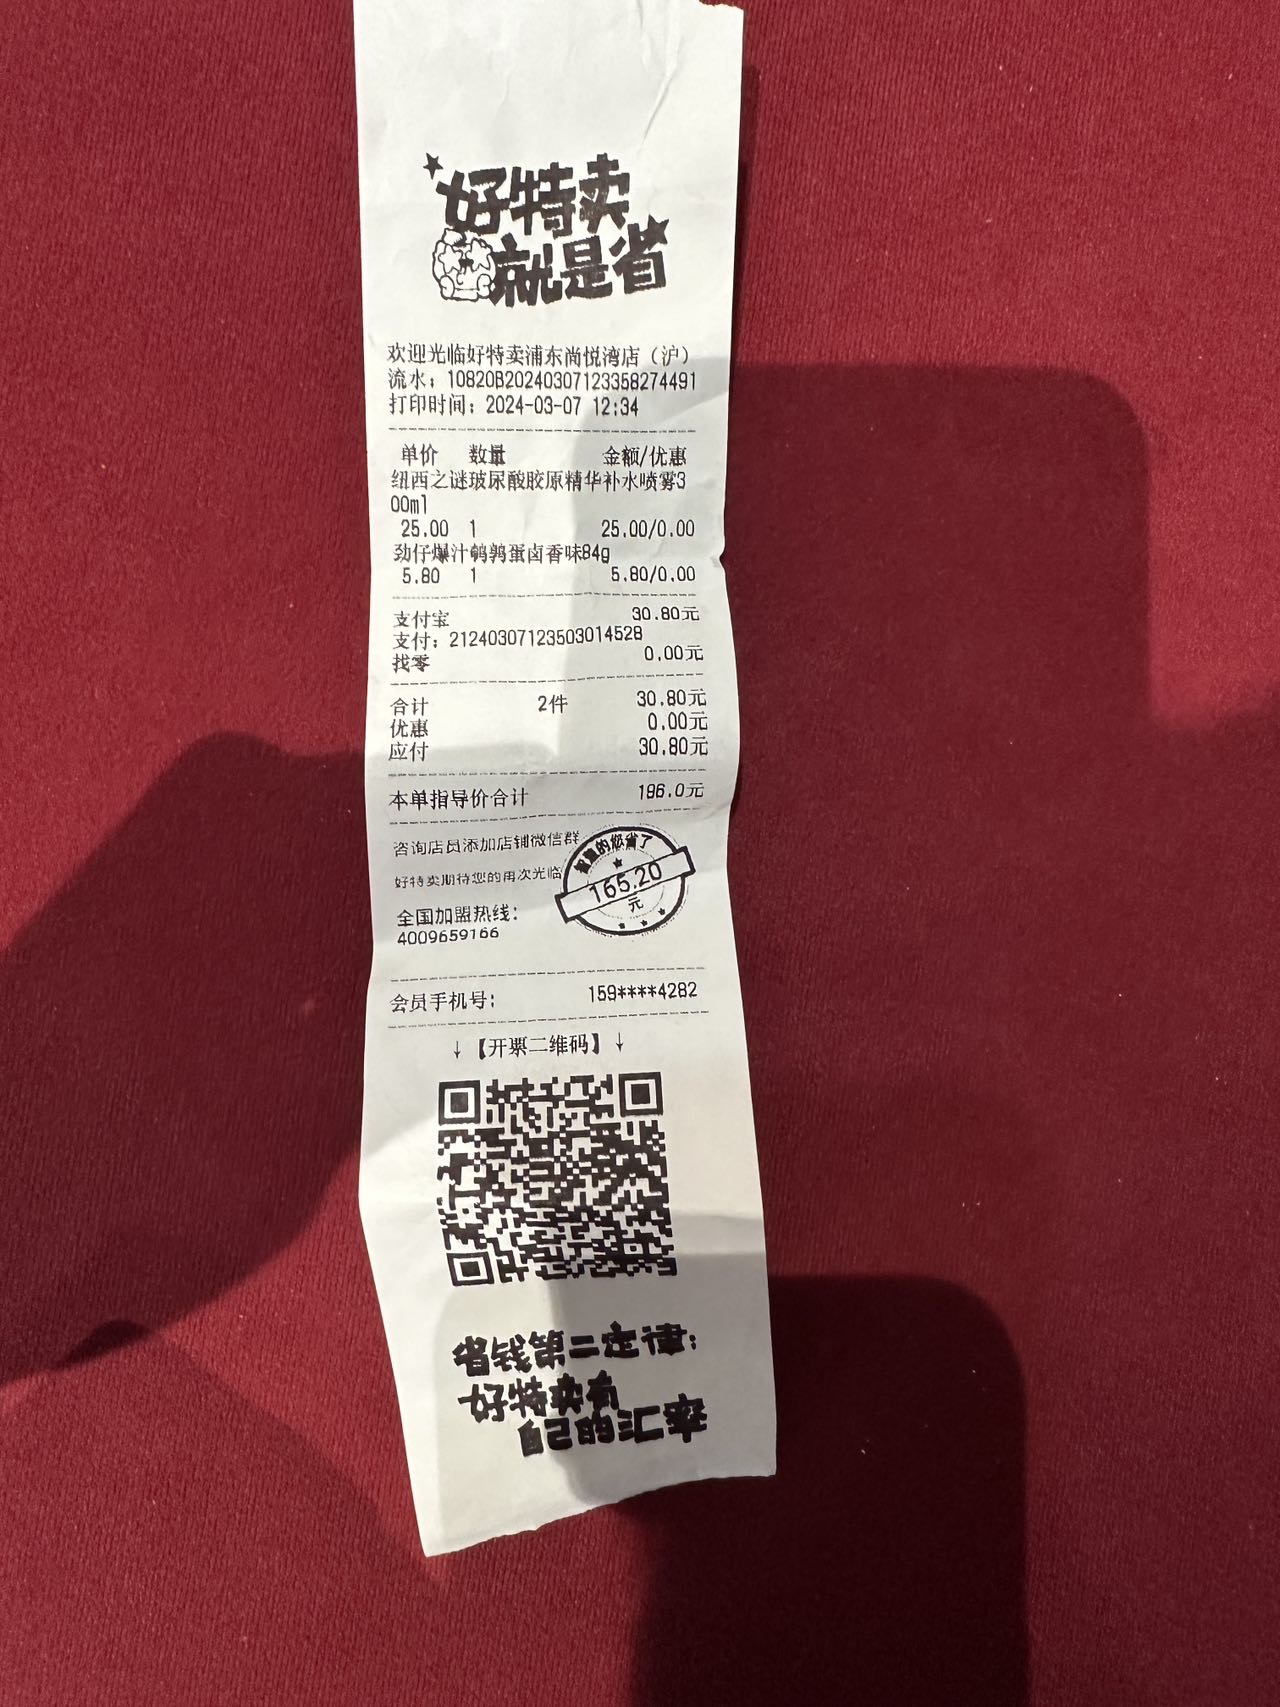 好特卖
就是省
欢迎光临好特卖浦东尚悦湾店（沪）
流水：10820B20240307123358274491
打印时间：2024-03-07 12:34
单价 数量 金额/优惠
纽西之谜玻尿酸胶原精华补水喷雾3
00ml
25.00 1 25.00/0.00
劲仔爆汁鹌鹑蛋卤香味84g
5.80 1 5.80/0.00
支付宝 30.80元
支付：21240307123503014528
找零 0.00元
合计 2件 30.80元
优惠 0.00元
应付 30.80元
本单指导价合计 196.0元
咨询店员添加店铺微信群
好特卖期待您的再次光临
智慧的您省了
165.20
元
全国加盟热线：
4009659166
会员手机号： 159****4282
↓【开票二维码】↓
省钱第二定律：
好特卖有
自己的汇率